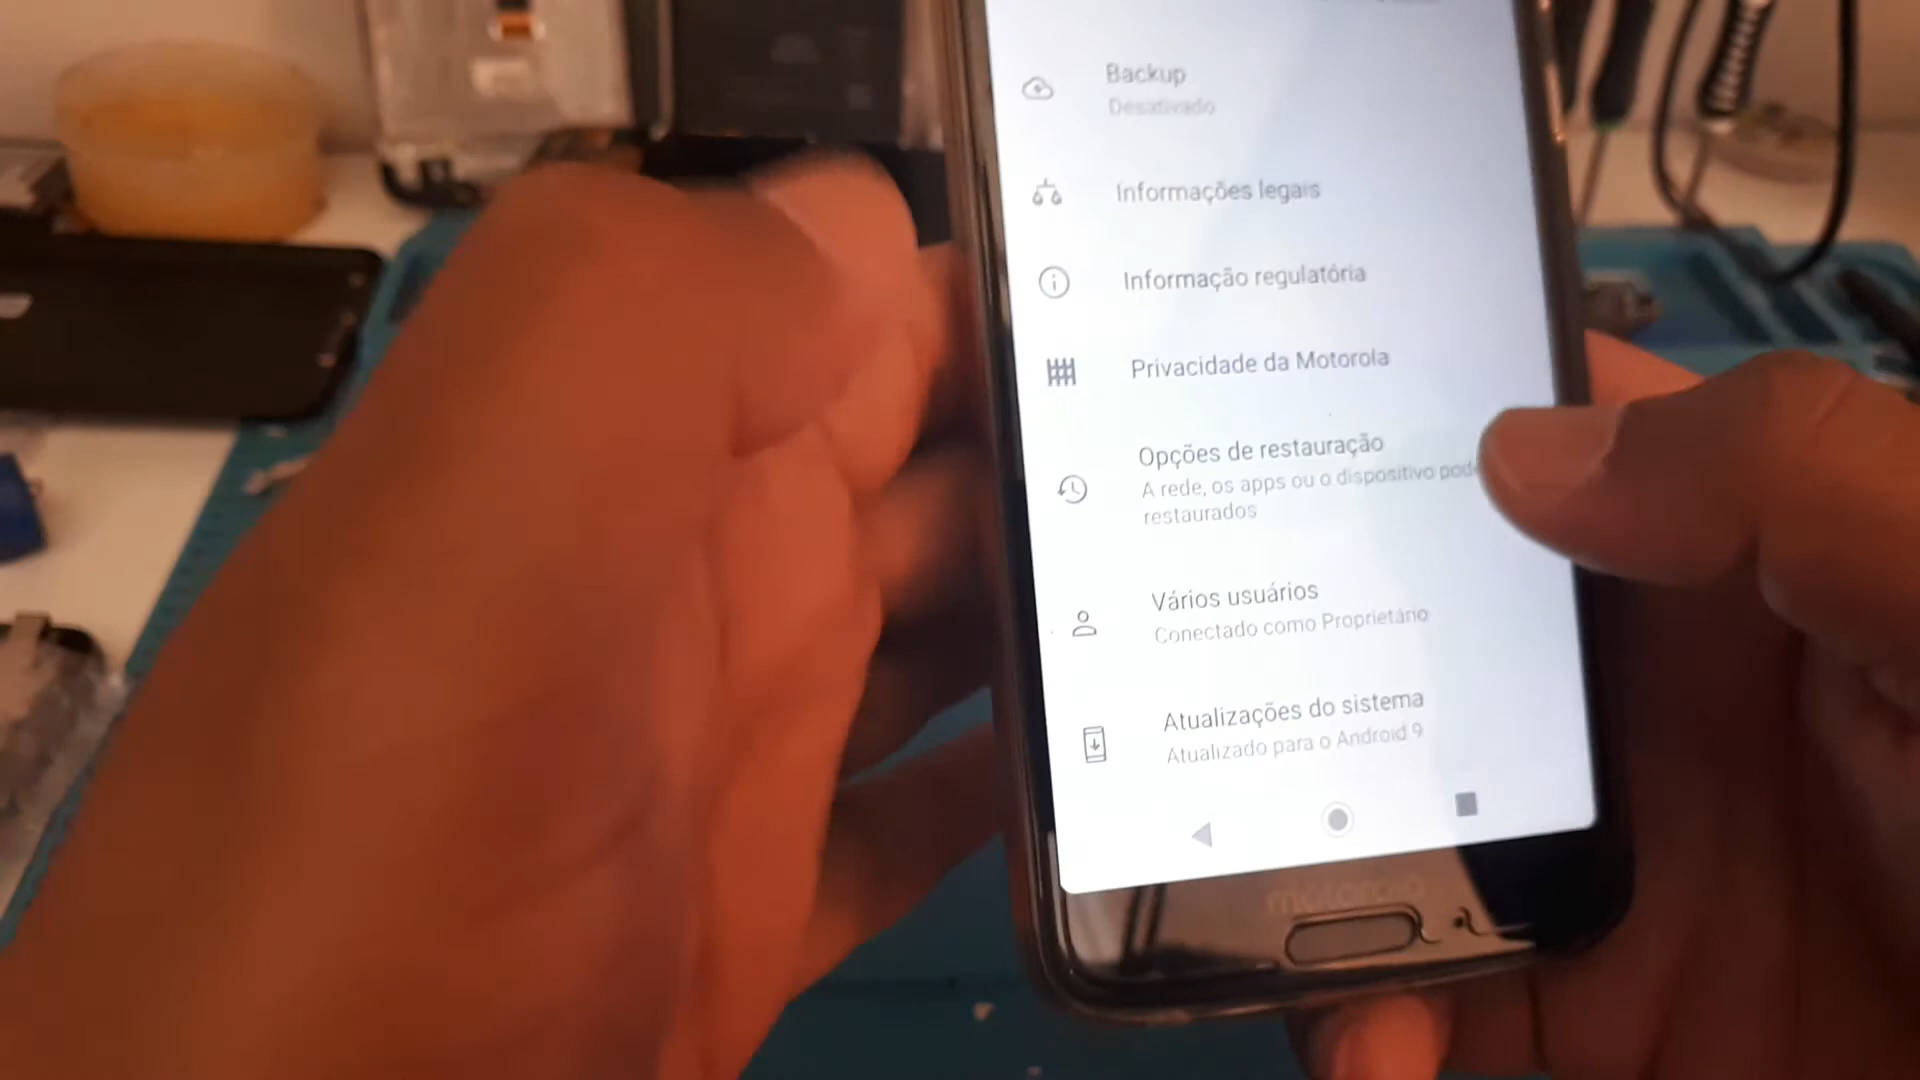 Backup
Desativado
Informações legais
Informação regulatória
Privacidade da Motorola
Opções de restauração
A rede, os apps ou o dispositivo
restaurados
Vários usuários
Conectado como Proprietário
Atualizações do sistema
Atualizado para o Android 9
motorola